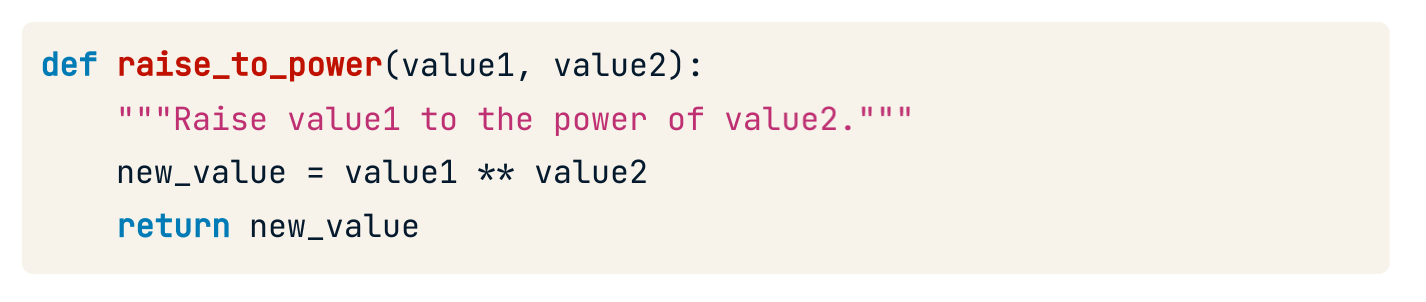 def raise_to_power(value1, value2):
    """Raise value1 to the power of value2."""
    new_value = value1 ** value2
    return new_value